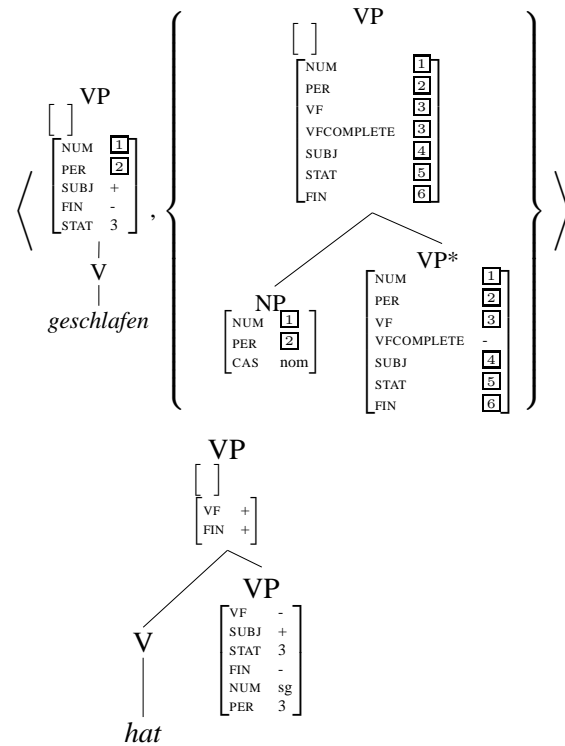 VP
[ ]
NUM 1
PER 2
SUBJ +
FIN -
STAT 3
V
geschlafen
,
VP
[ ]
NUM 1
PER 2
VF 3
VFCOMPLETE 3
SUBJ 4
STAT 5
FIN 6
NP
NUM 1
PER 2
CAS nom
VP*
NUM 1
PER 2
VF 3
VFCOMPLETE -
SUBJ 4
STAT 5
FIN 6
VP
[ ]
VF +
FIN +
V
hat
VP
VF -
SUBJ +
STAT 3
FIN -
NUM sg
PER 3